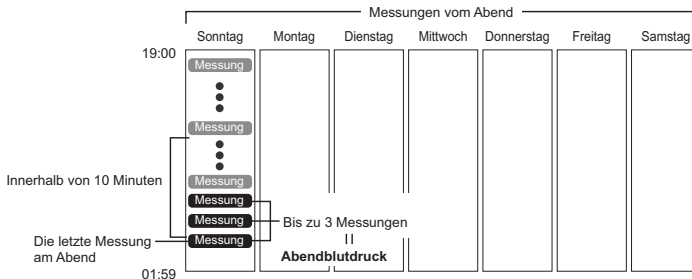 Messungen vom Abend
Sonntag Montag Dienstag Mittwoch Donnerstag Freitag Samstag
19:00
Messung
Messung
Innerhalb von 10 Minuten
Messung
Messung
Messung
Bis zu 3 Messungen
Die letzte Messung
am Abend
Messung
=
Abendblutdruck
01:59